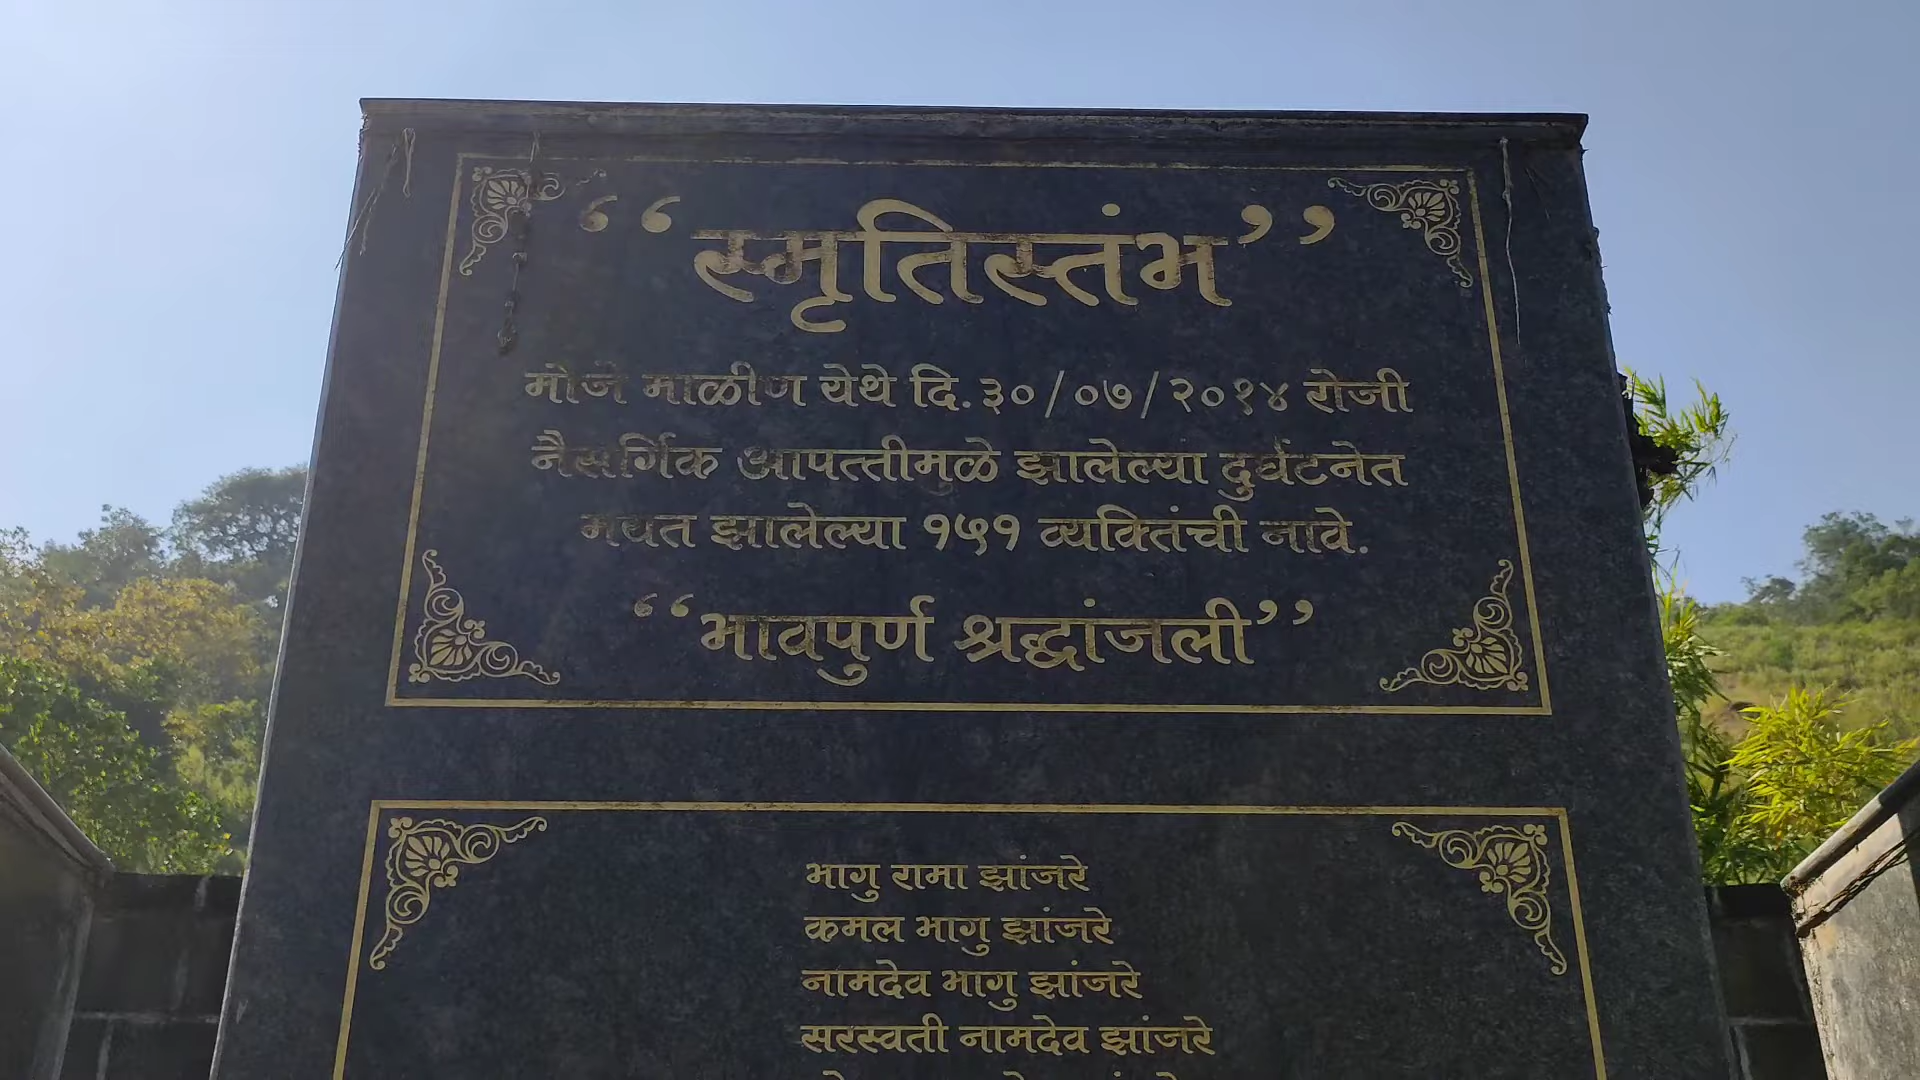 “स्मृतिस्तंभ”
मौजे माळीण येथे दि.३०/०७/२०१४ रोजी
नैसर्गिक आपत्तीमुळे झालेल्या दुर्घटनेत
मयत झालेल्या १५१ व्यक्तिंची नावे.
“भावपुर्ण श्रद्धांजली”
भागु रामा झांजरे
कमल भागु झांजरे
नामदेव भागु झांजरे
सरस्वती नामदेव झांजरे